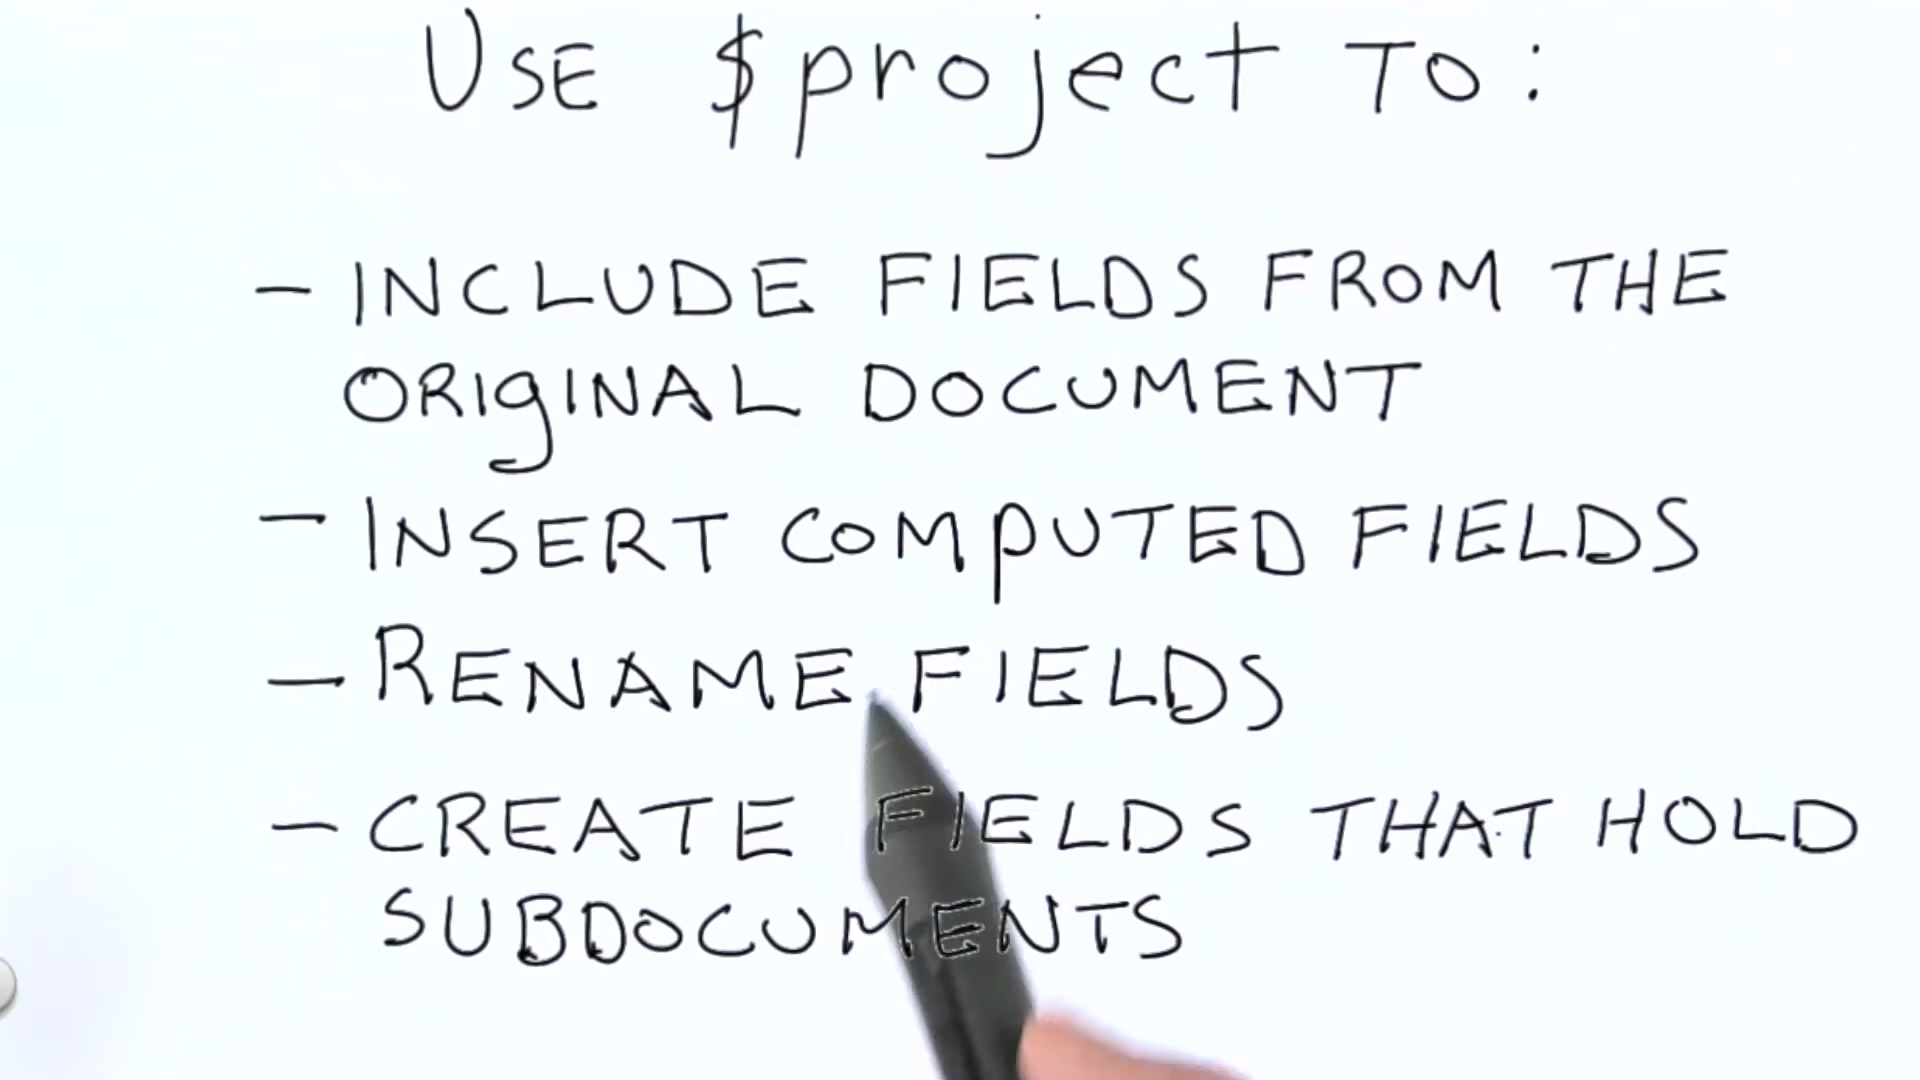 USE $project TO:
- INCLUDE FIELDS FROM THE
ORIGINAL DOCUMENT
- INSERT COMPUTED FIELDS
- RENAME FIELDS
- CREATE FIELDS THAT HOLD
SUBDOCUMENTS